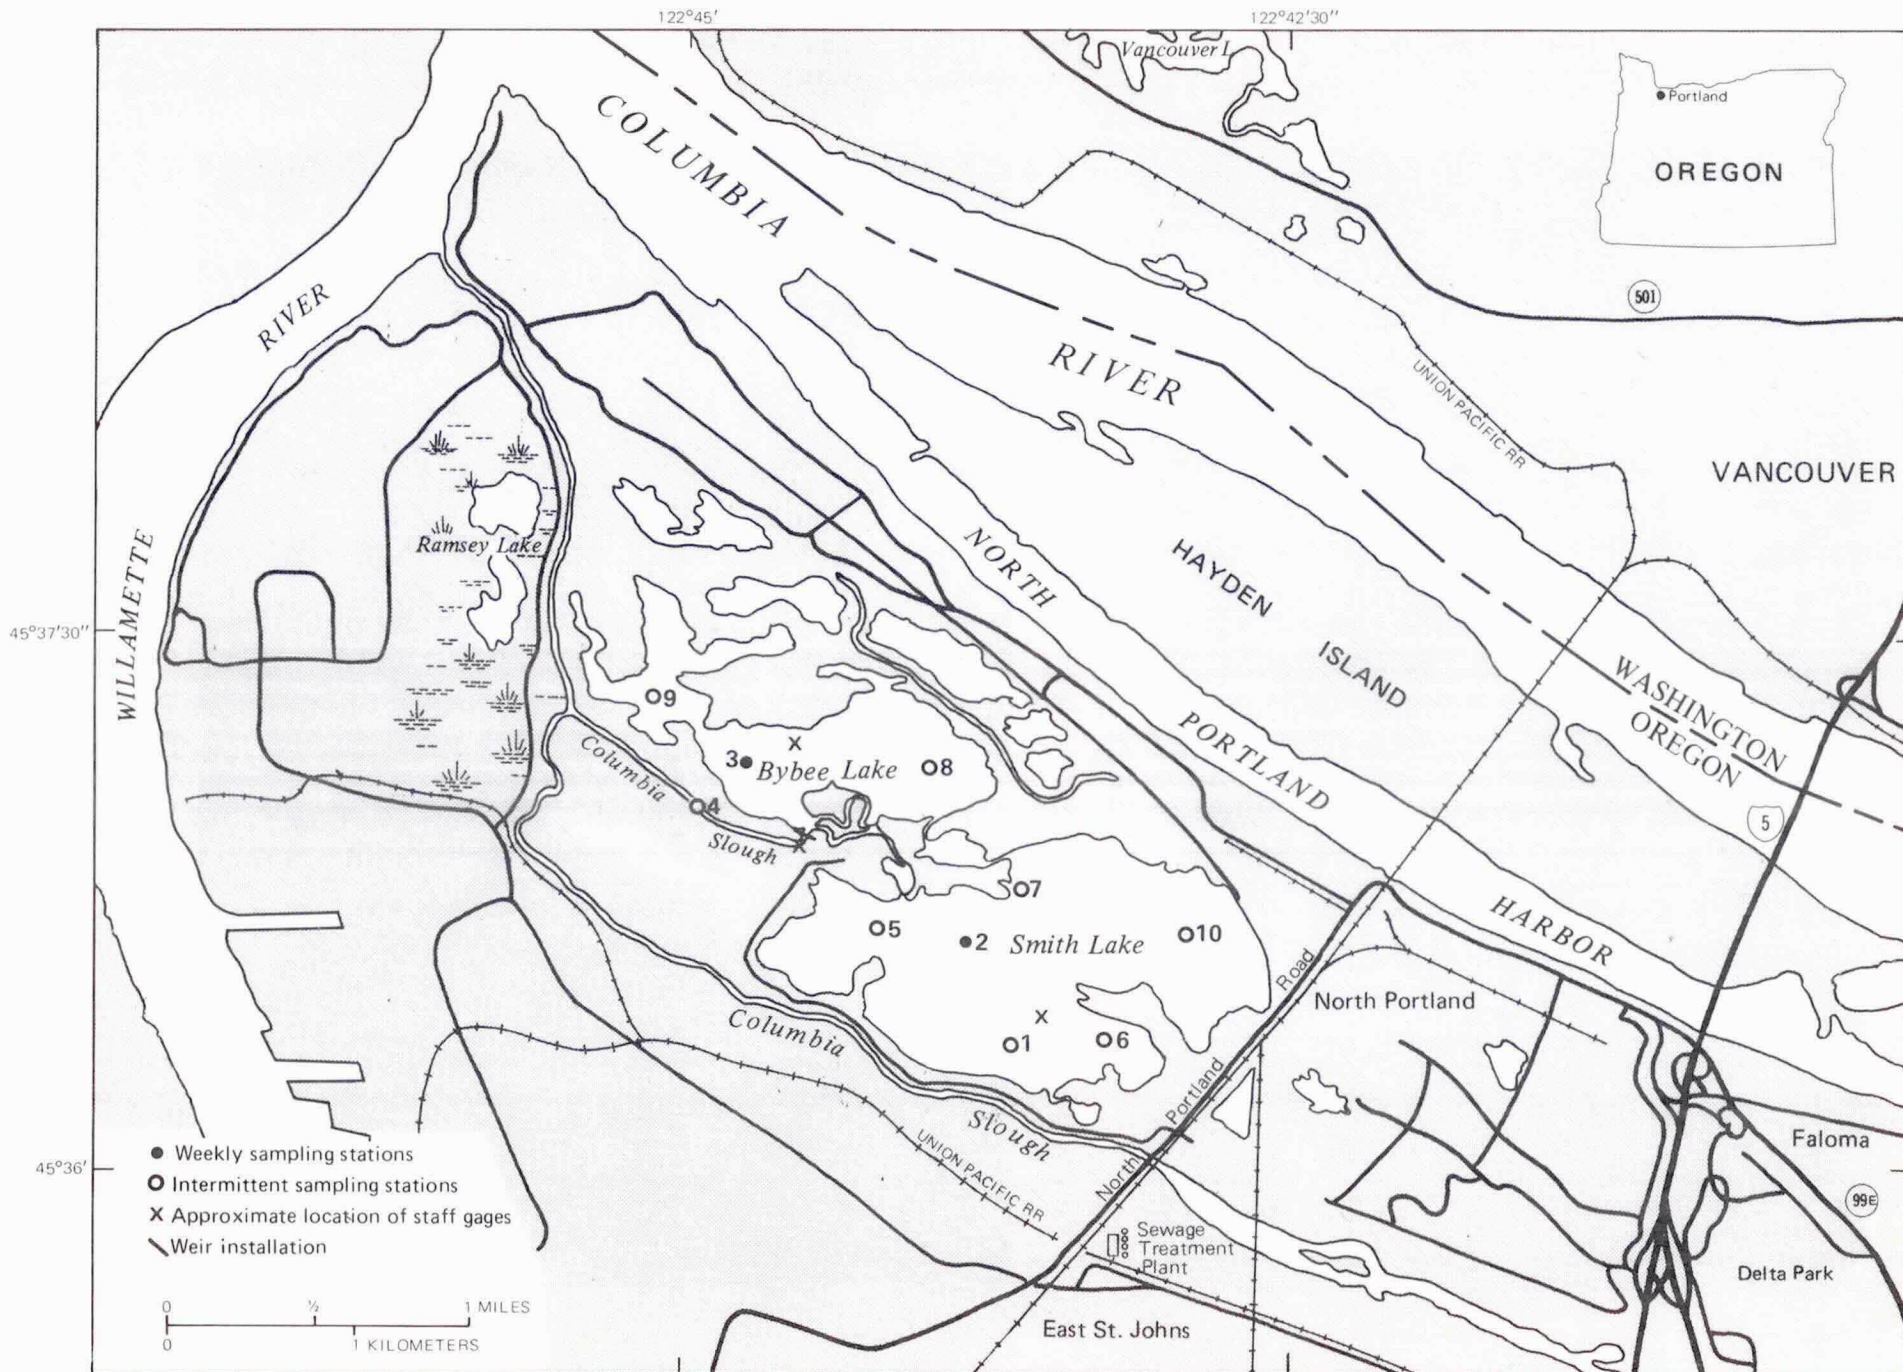 122°45'
122°42'30"
Vancouver L.
Portland
OREGON
COLUMBIA
RIVER
501
UNION PACIFIC RR
VANCOUVER
RIVER
WILLAMETTE
Ramsey Lake
NORTH
PORTLAND
HARBOR
HAYDEN
ISLAND
WASHINGTON
OREGON
5
45°37'30"
9
3
Bybee Lake
8
Columbia
4
Slough
7
5
2
Smith Lake
10
1
6
Columbia
Slough
North Portland Road
North Portland
45°36'
Weekly sampling stations
Intermittent sampling stations
X Approximate location of staff gages
Weir installation
UNION PACIFIC RR
Sewage
Treatment
Plant
Faloma
99E
Delta Park
East St. Johns
0 ½ 1 MILES
0 1 KILOMETERS